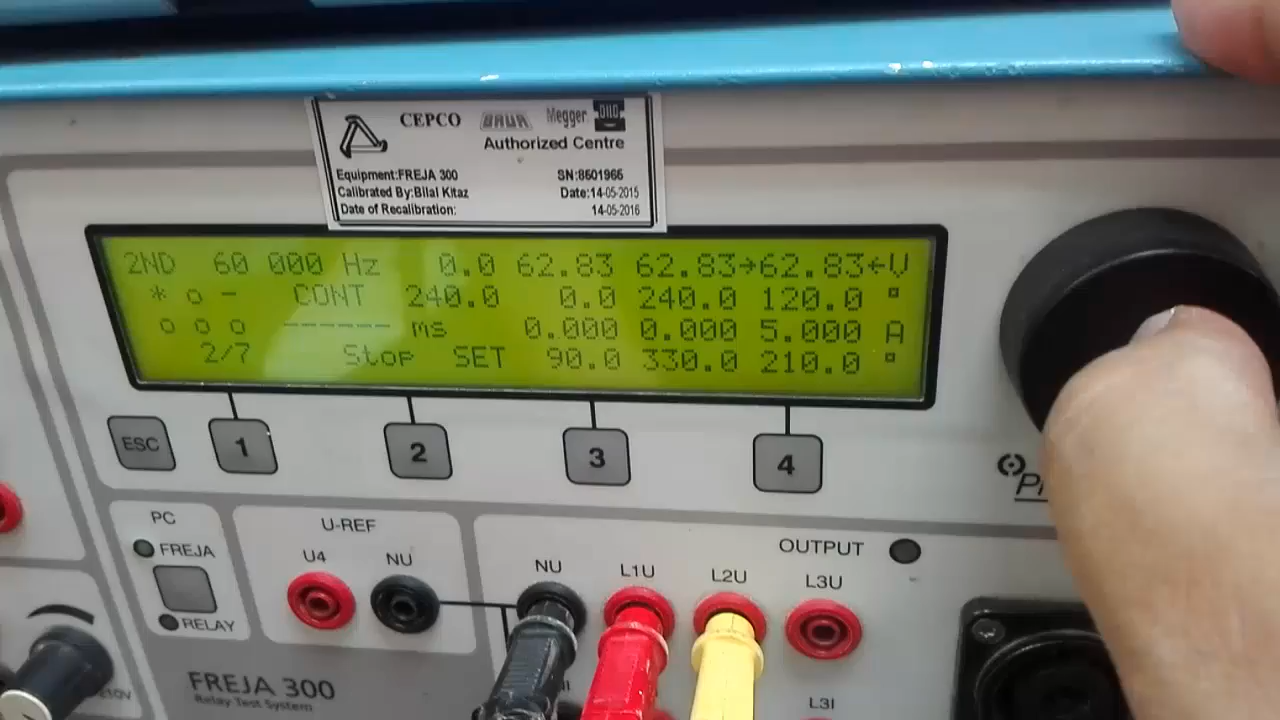 CEPCO BAUR Megger DILO
Authorized Centre
Equipment:FREJA 300 SN:8601966
Calibrated By:Bilal Kitaz Date:14-05-2015
Date of Recalibration: 14-05-2016
2ND 60 000 Hz 0.0 62.83 62.83→62.83←V
* o - CONT 240.0 0.0 240.0 120.0 °
o o o ------ ms 0.000 0.000 5.000 A
2/7 Stop SET 90.0 330.0 210.0 °
ESC 1 2 3 4
PC
FREJA
RELAY
U-REF
U4 NU
OUTPUT
NU L1U L2U L3U
L3I
FREJA 300
Relay Test System